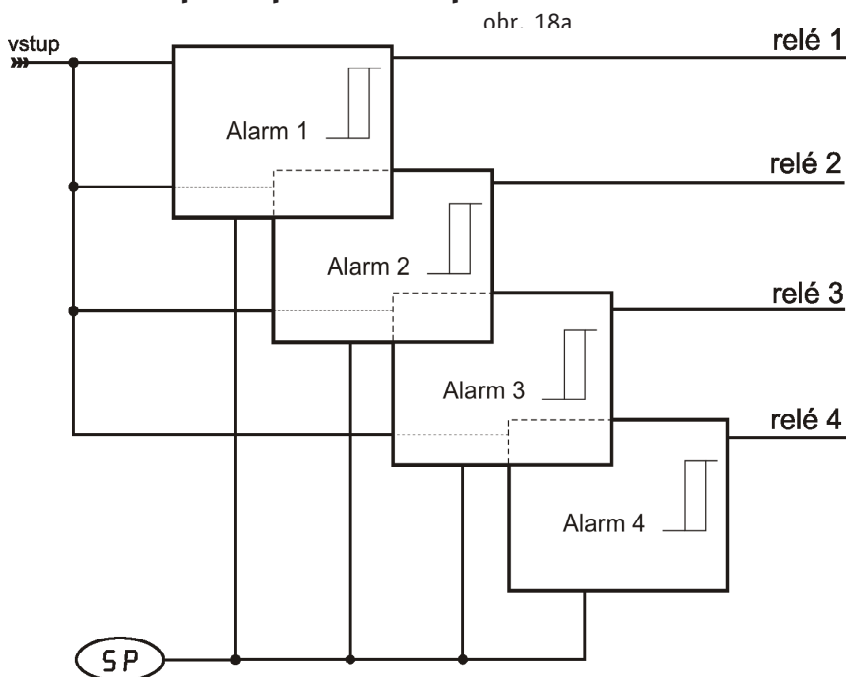 obr. 18a
vstup
relé 1
Alarm 1
relé 2
Alarm 2
relé 3
Alarm 3
relé 4
Alarm 4
SP